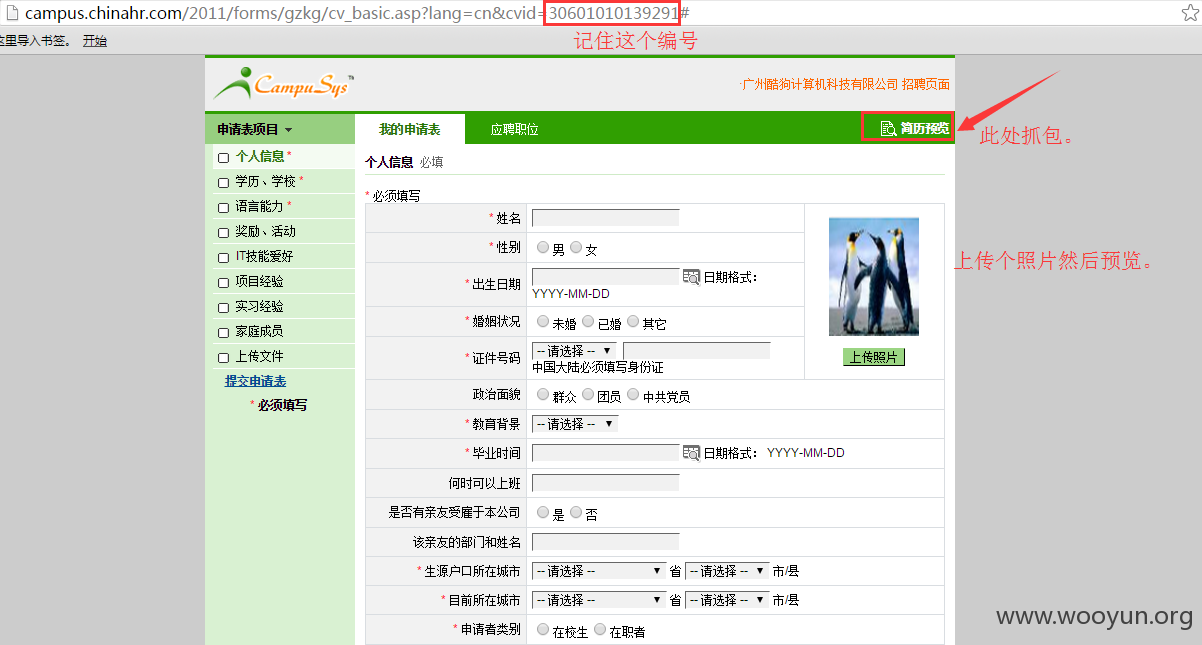 campus.chinahr.com/2011/forms/gzkg/cv_basic.asp?lang=cn&cvid=30601010139291#
这里导入书签。 开始
记住这个编号
CampuSys™
·广州酷狗计算机科技有限公司 招聘页面
申请表项目
我的申请表
应聘职位
简历预览
此处抓包。
个人信息 *
学历、学校 *
语言能力 *
奖励、活动
IT技能爱好
项目经验
实习经验
家庭成员
上传文件
提交申请表
* 必须填写
个人信息 必填
* 必须填写
* 姓名
* 性别 男 女
* 出生日期 日期格式：
YYYY-MM-DD
* 婚姻状况 未婚 已婚 其它
* 证件号码 -- 请选择 --
中国大陆必须填写身份证
上传照片
上传个照片然后预览。
政治面貌 群众 团员 中共党员
* 教育背景 -- 请选择 --
* 毕业时间 日期格式： YYYY-MM-DD
何时可以上班
是否有亲友受雇于本公司 是 否
该亲友的部门和姓名
* 生源户口所在城市 -- 请选择 -- 省 -- 请选择 -- 市/县
* 目前所在城市 -- 请选择 -- 省 -- 请选择 -- 市/县
* 申请者类别 在校生 在职者
www.wooyun.org